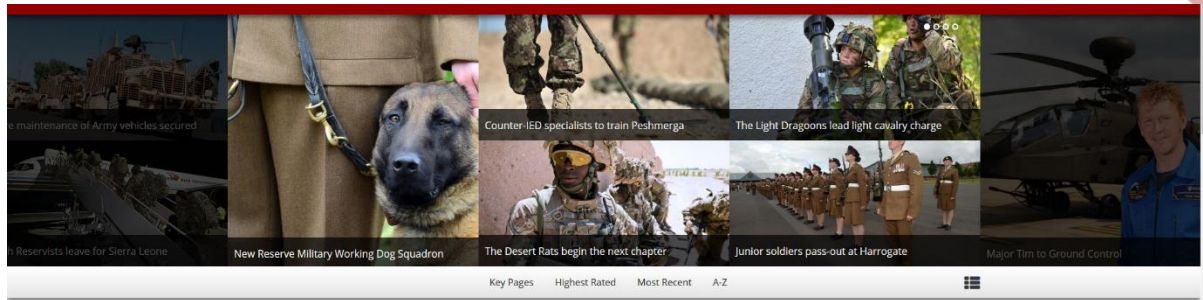 e maintenance of Army vehicles secured
Reservists leave for Sierra Leone
New Reserve Military Working Dog Squadron
Counter-IED specialists to train Peshmerga
The Desert Rats begin the next chapter
The Light Dragoons lead light cavalry charge
Junior soldiers pass-out at Harrogate
Major Tim to Ground Control
Key Pages Highest Rated Most Recent A-Z